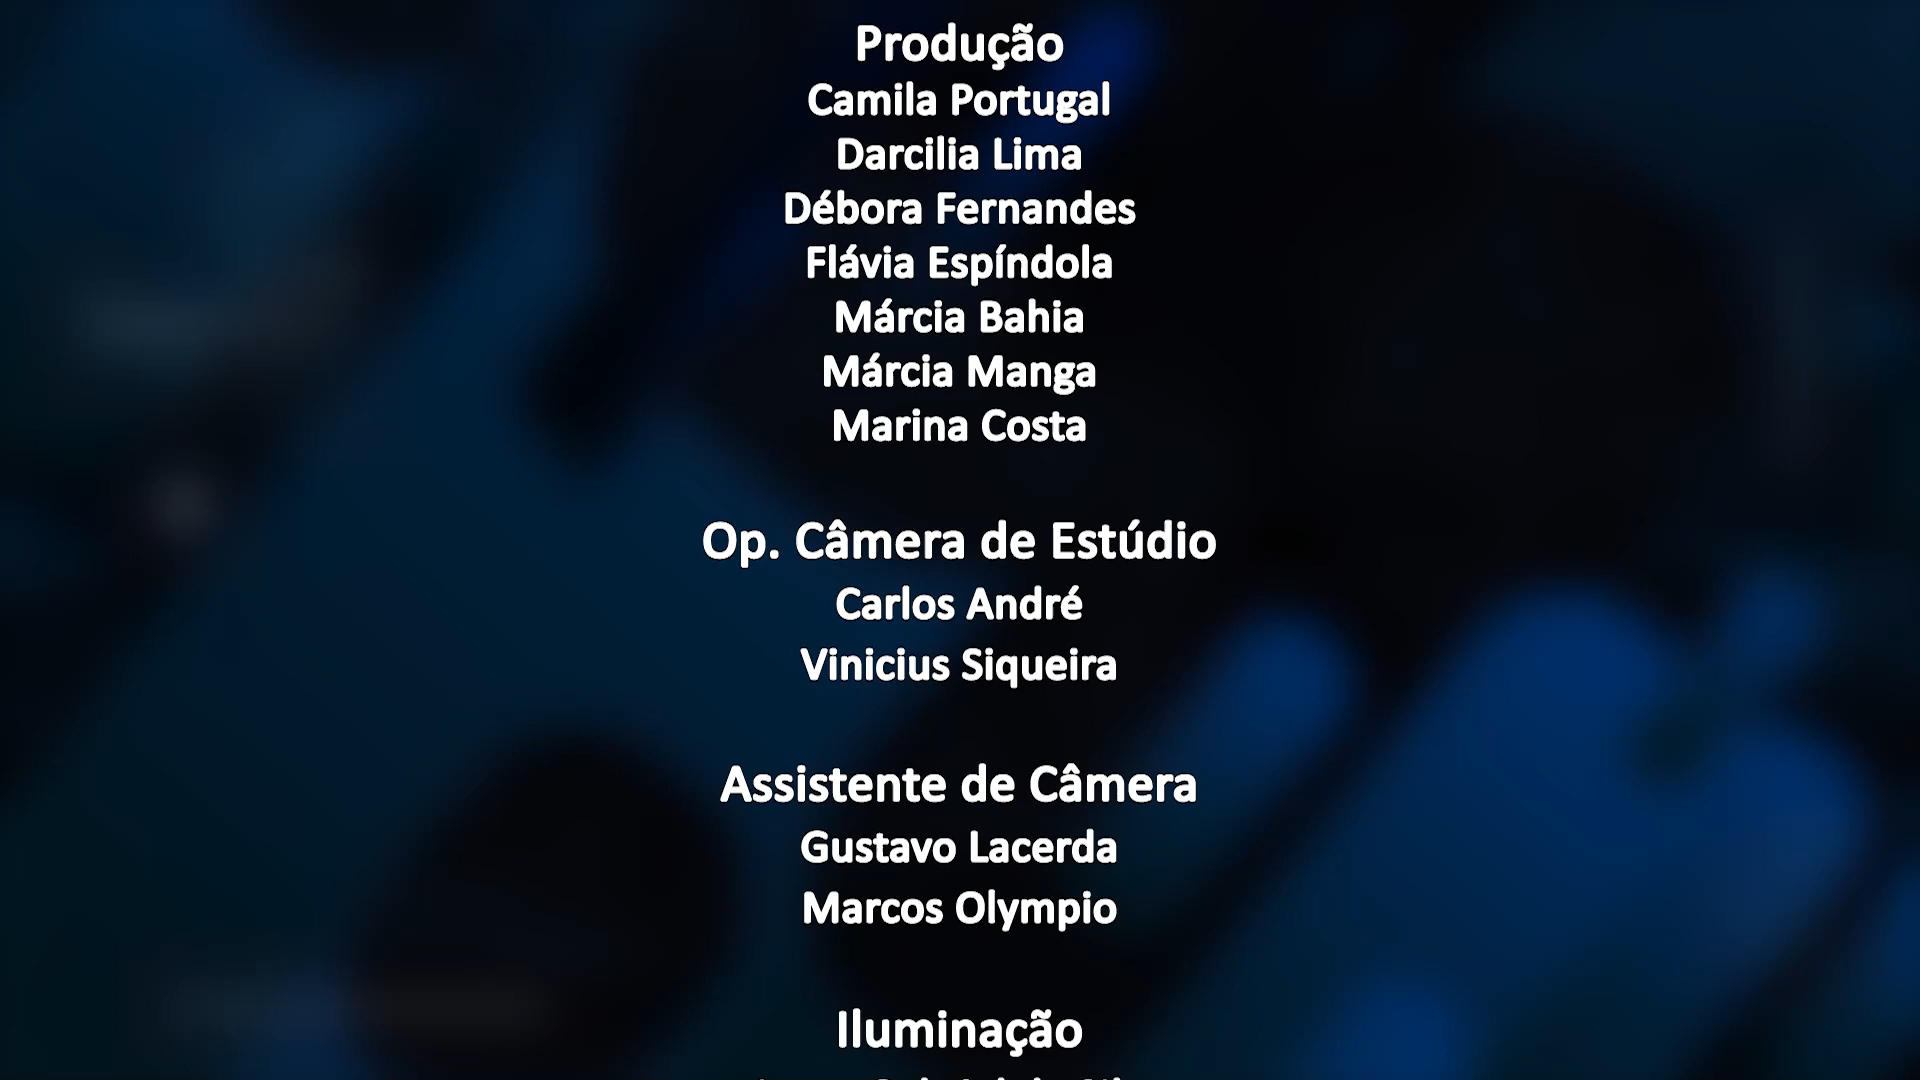 Produção
Camila Portugal
Darcilia Lima
Débora Fernandes
Flávia Espíndola
Márcia Bahia
Márcia Manga
Marina Costa
Op. Câmera de Estúdio
Carlos André
Vinicius Siqueira
Assistente de Câmera
Gustavo Lacerda
Marcos Olympio
Iluminação